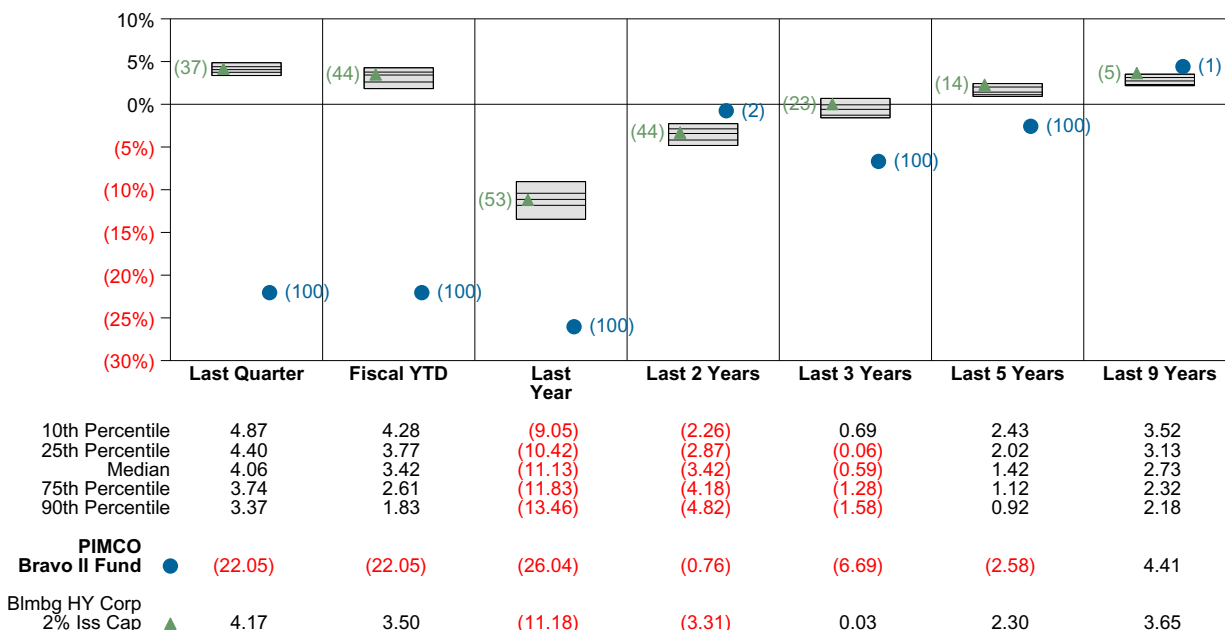 10%
5%
0%
(5%)
(10%)
(15%)
(20%)
(25%)
(30%)
(37)
(100)
(44)
(100)
(53)
(100)
(44)
(2)
(23)
(100)
(14)
(100)
(5)
(1)
Last Quarter Fiscal YTD Last Year Last 2 Years Last 3 Years Last 5 Years Last 9 Years
10th Percentile 4.87 4.28 (9.05) (2.26) 0.69 2.43 3.52
25th Percentile 4.40 3.77 (10.42) (2.87) (0.06) 2.02 3.13
Median 4.06 3.42 (11.13) (3.42) (0.59) 1.42 2.73
75th Percentile 3.74 2.61 (11.83) (4.18) (1.28) 1.12 2.32
90th Percentile 3.37 1.83 (13.46) (4.82) (1.58) 0.92 2.18
PIMCO
Bravo II Fund (22.05) (22.05) (26.04) (0.76) (6.69) (2.58) 4.41
Blmbg HY Corp
2% Iss Cap 4.17 3.50 (11.18) (3.31) 0.03 2.30 3.65